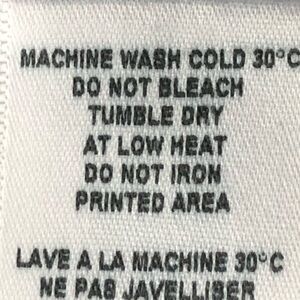 MACHINE WASH COLD 30°C
DO NOT BLEACH
TUMBLE DRY
AT LOW HEAT
DO NOT IRON
PRINTED AREA
LAVE A LA MACHINE 30°C
NE PAS JAVELLISER